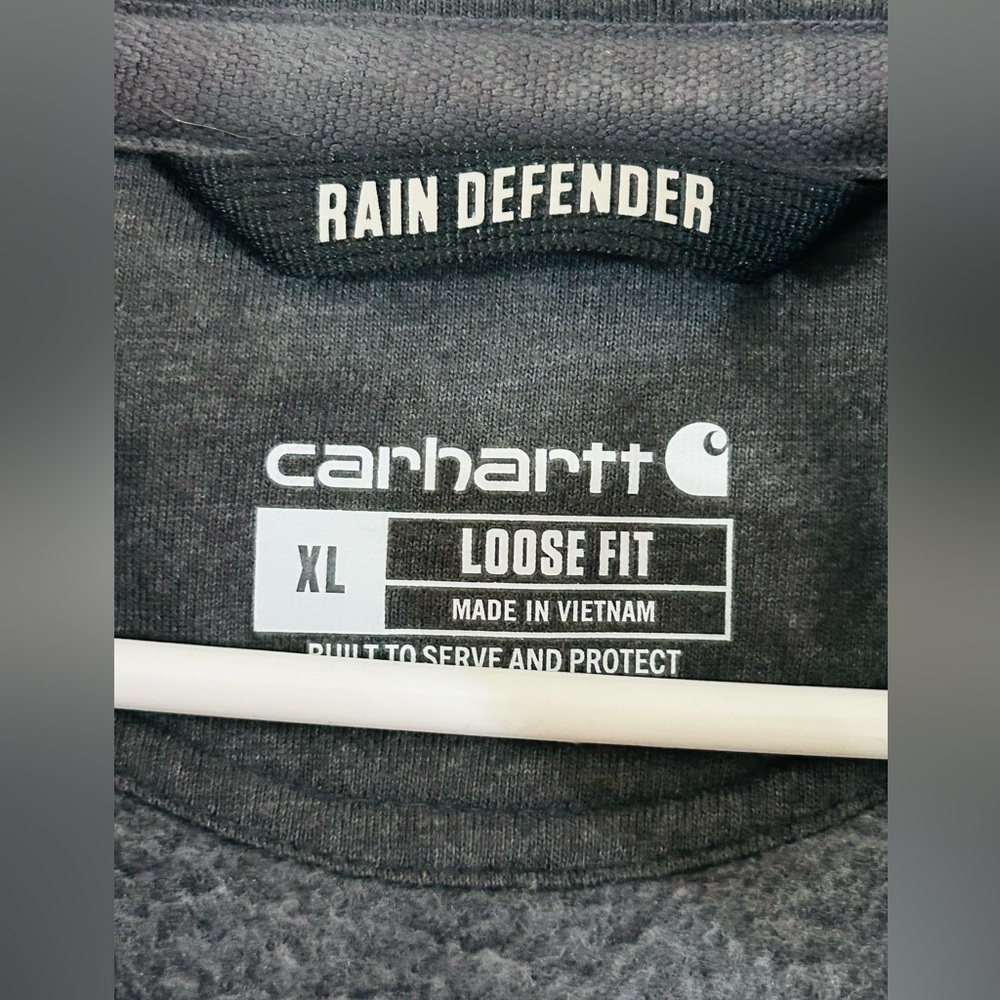 RAIN DEFENDER
carhartt
XL
LOOSE FIT
MADE IN VIETNAM
BUILT TO SERVE AND PROTECT